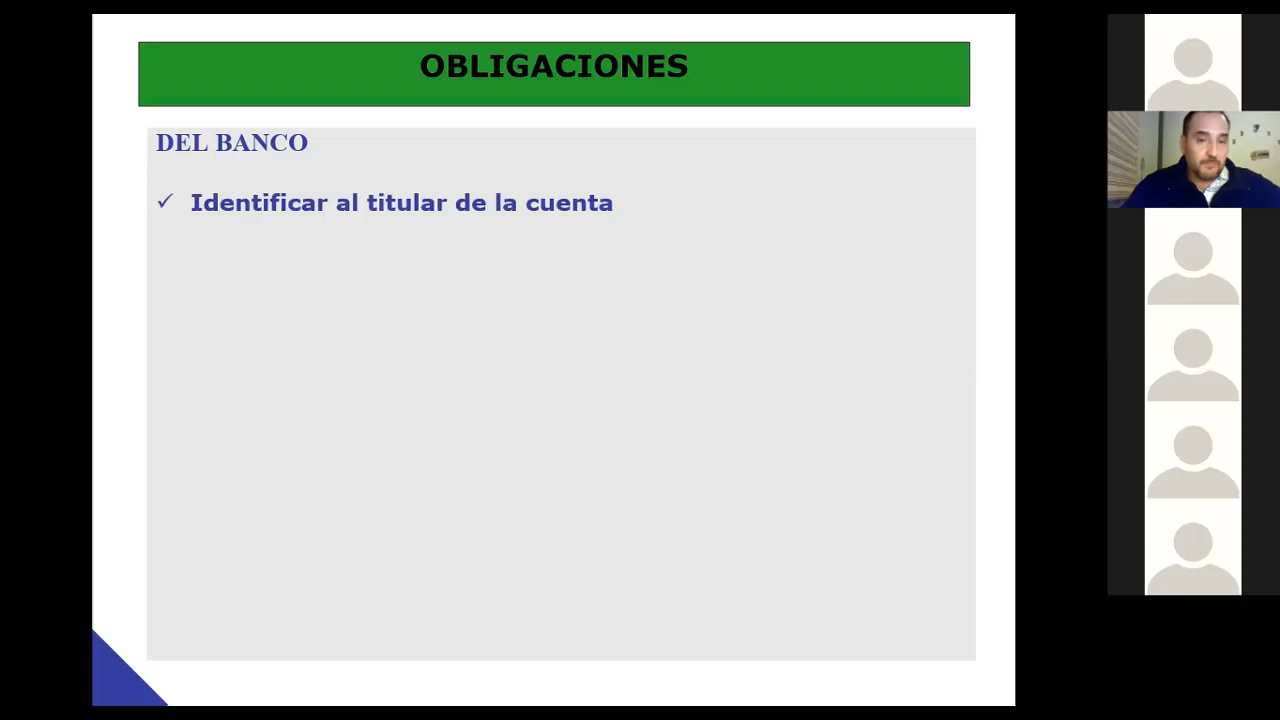 OBLIGACIONES
DEL BANCO
✓ Identificar al titular de la cuenta